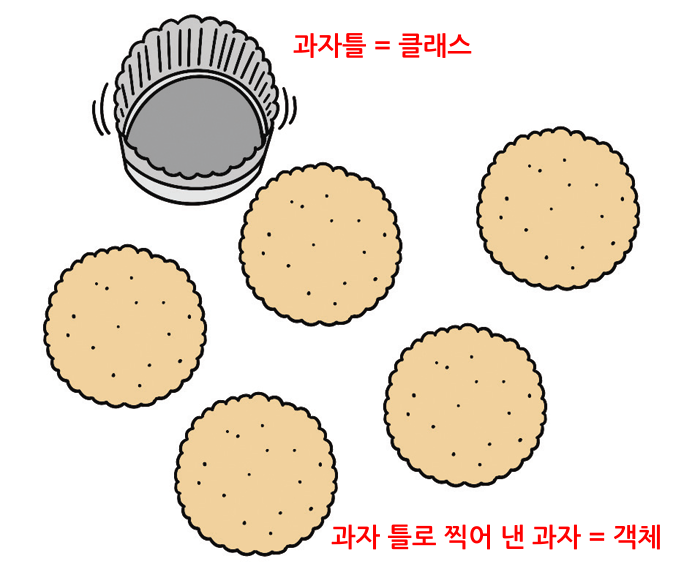 과자틀 = 클래스
과자 틀로 찍어 낸 과자 = 객체